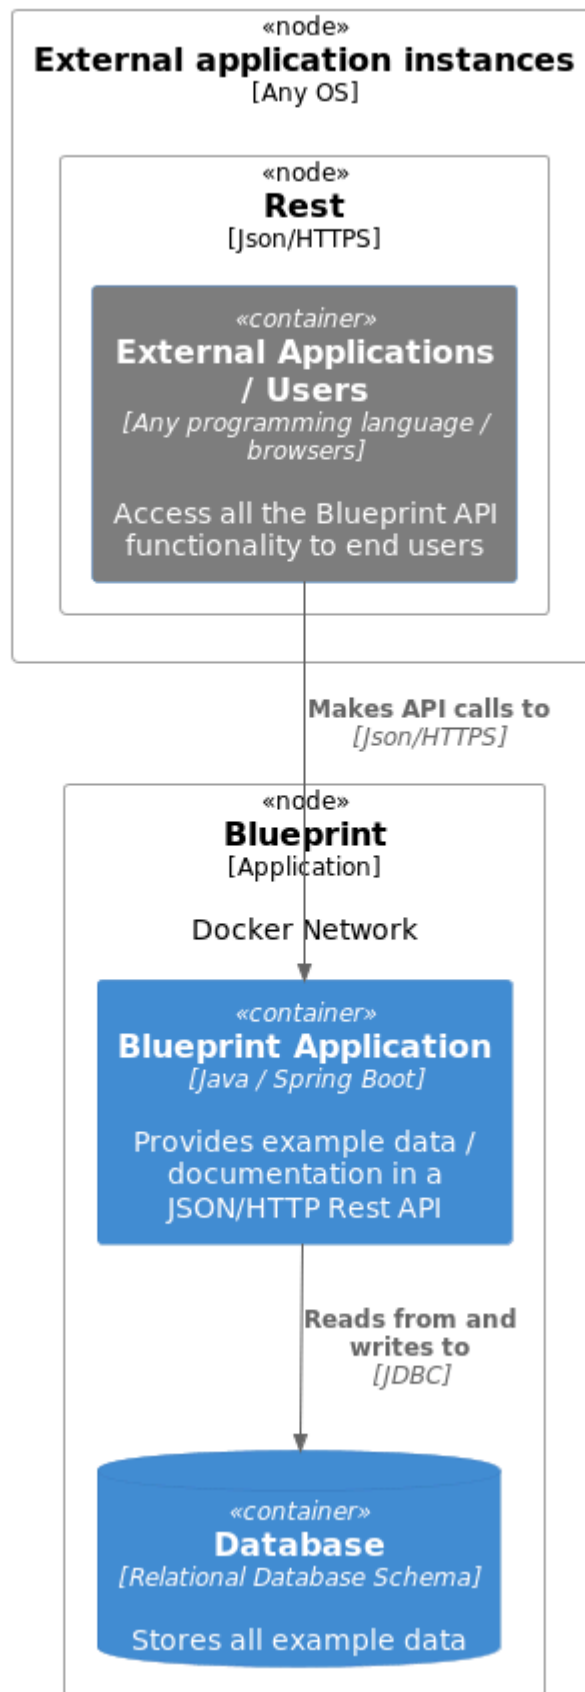 «node»
External application instances
[Any OS]
«node»
Rest
[Json/HTTPS]
«container»
External Applications
/ Users
[Any programming language /
browsers]
Access all the Blueprint API
functionality to end users
Makes API calls to
[Json/HTTPS]
«node»
Blueprint
[Application]
Docker Network
«container»
Blueprint Application
[Java / Spring Boot]
Provides example data /
documentation in a
JSON/HTTP Rest API
Reads from and
writes to
[JDBC]
«container»
Database
[Relational Database Schema]
Stores all example data